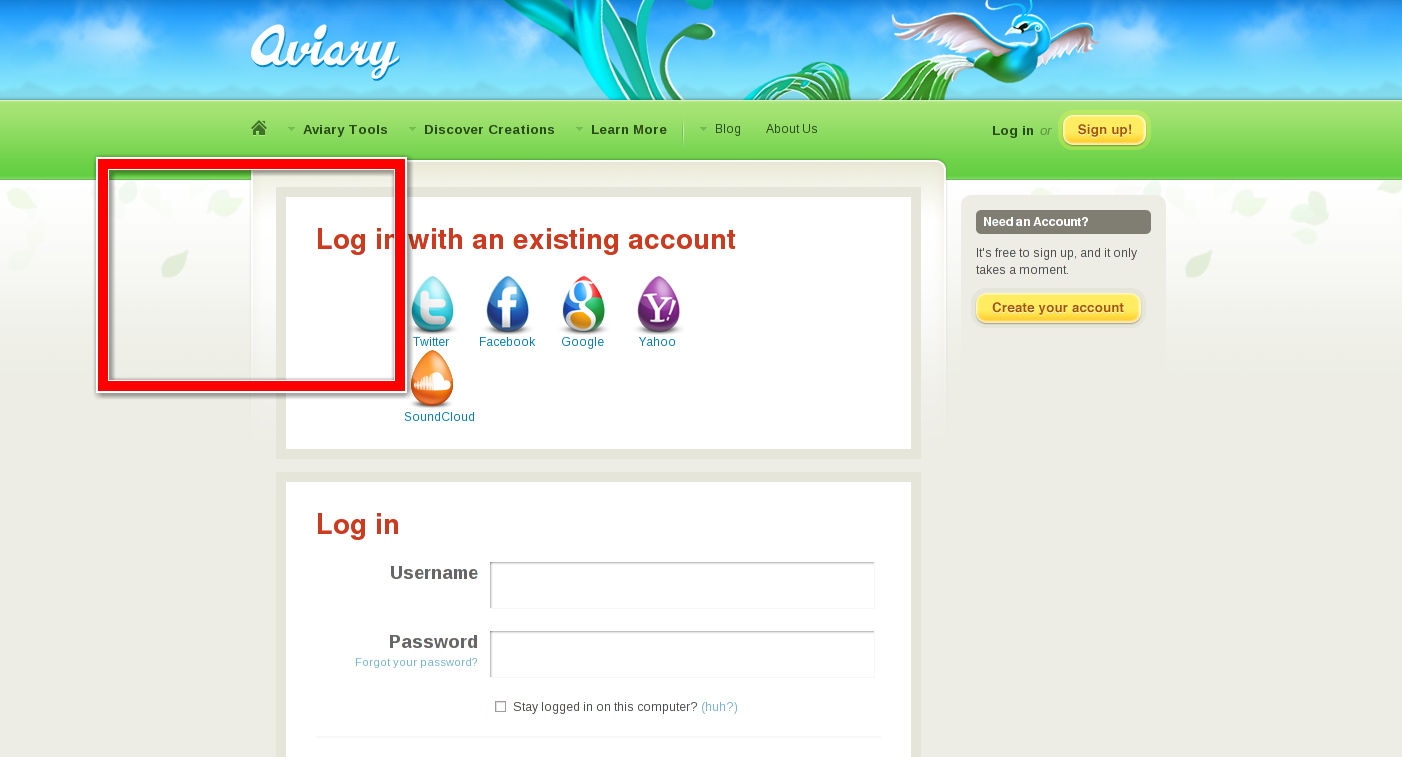 Aviary
Aviary Tools
Discover Creations
Learn More
Blog
About Us
Log in or
Sign up!
Log in with an existing account
Twitter
Facebook
Google
Yahoo
SoundCloud
Need an Account?
It's free to sign up, and it only
takes a moment.
Create your account
Log in
Username
Password
Forgot your password?
Stay logged in on this computer? (huh?)